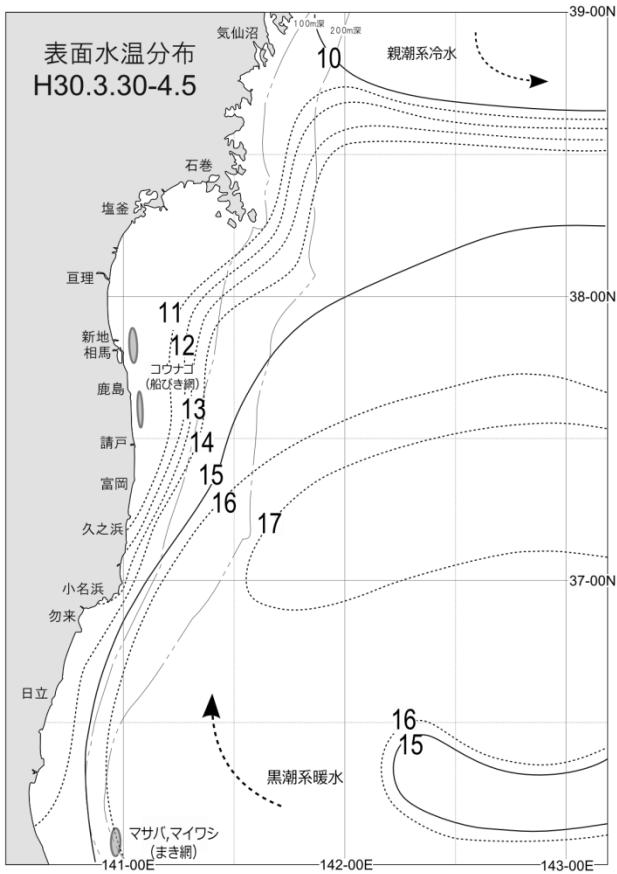 39-00N
100m深
200m深
気仙沼
表面水温分布
H30.3.30-4.5
10
親潮系冷水
石巻
塩釜
亘理
38-00N
11
新地
相馬
12
コウナゴ
(船びき網)
鹿島
13
請戸
14
15
富岡
16
17
久之浜
小名浜
37-00N
勿来
日立
16
15
黒潮系暖水
マサバ,マイワシ
(まき網)
141-00E
142-00E
143-00E